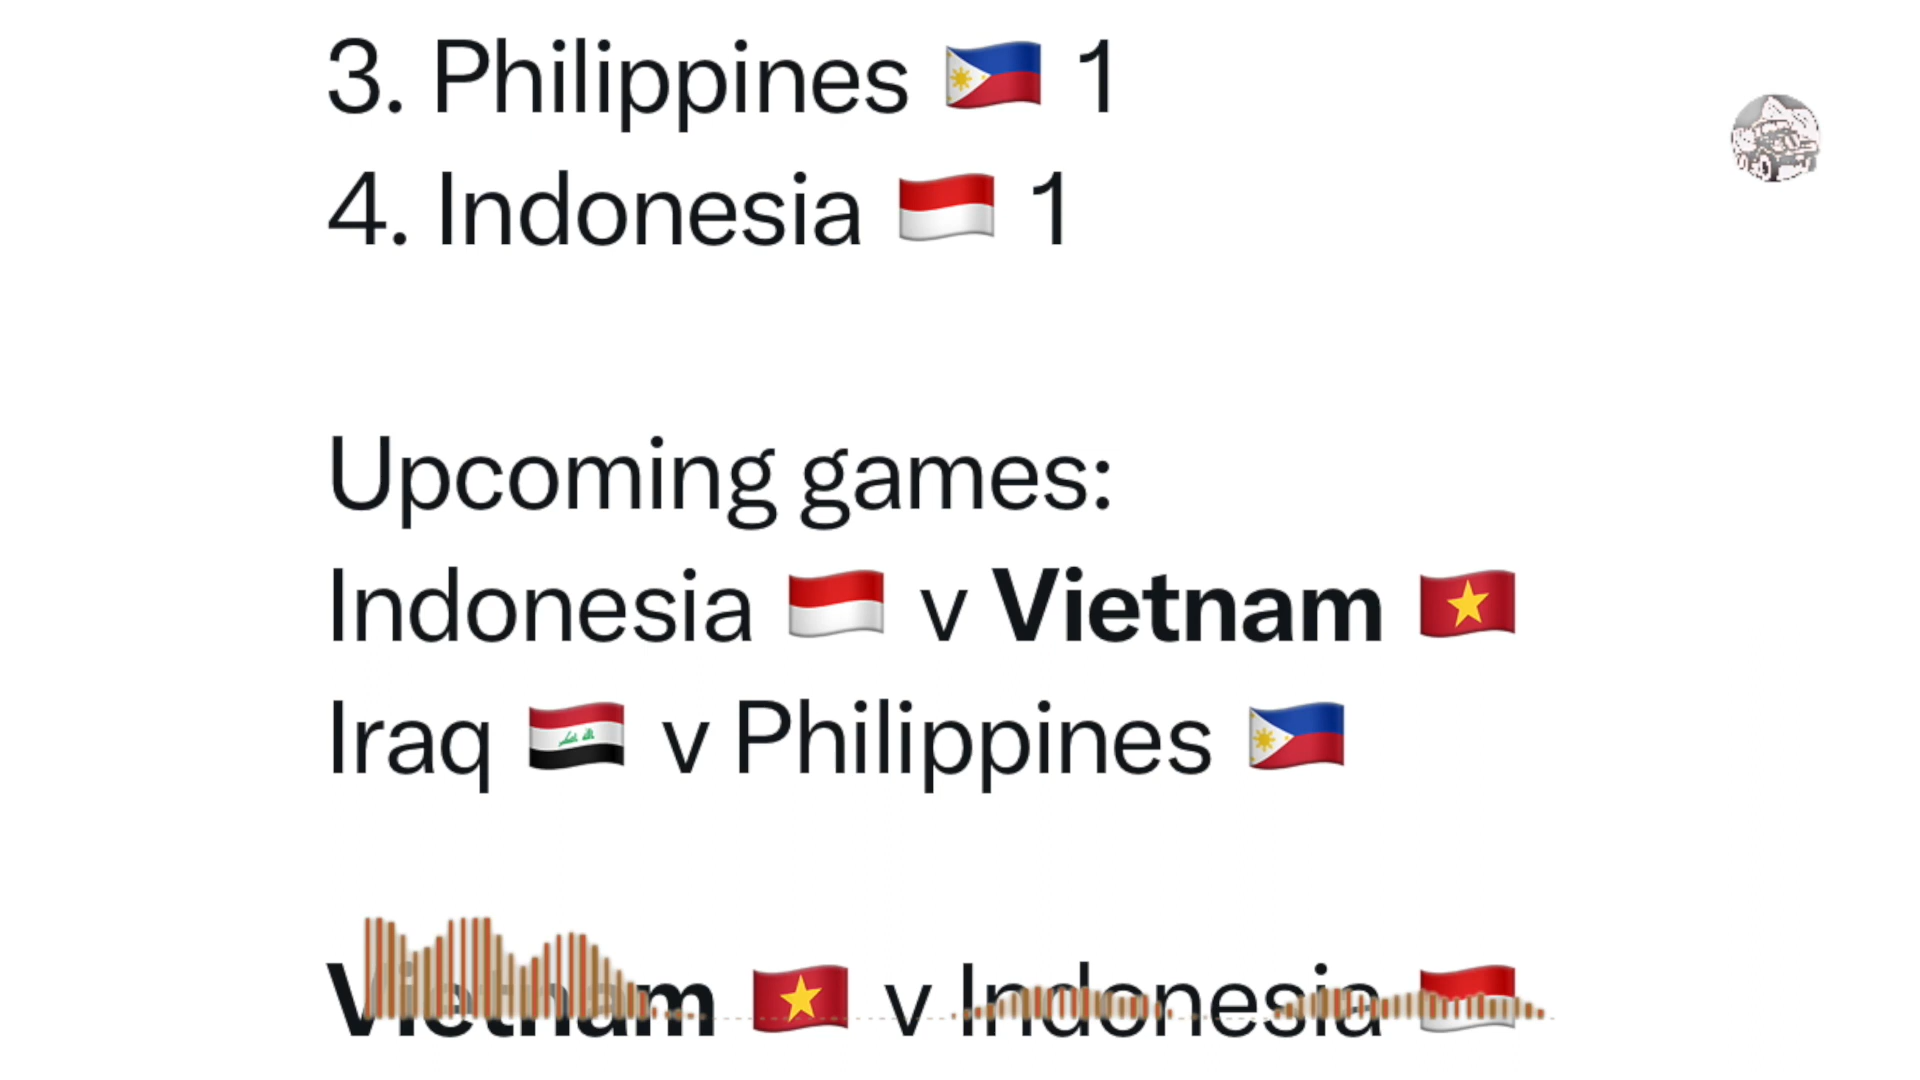 3. Philippines 🇵🇭 1
4. Indonesia 🇮🇩 1
Upcoming games:
Indonesia 🇮🇩 v Vietnam 🇻🇳
Iraq 🇮🇶 v Philippines 🇵🇭
Vietnam 🇻🇳 v Indonesia 🇮🇩